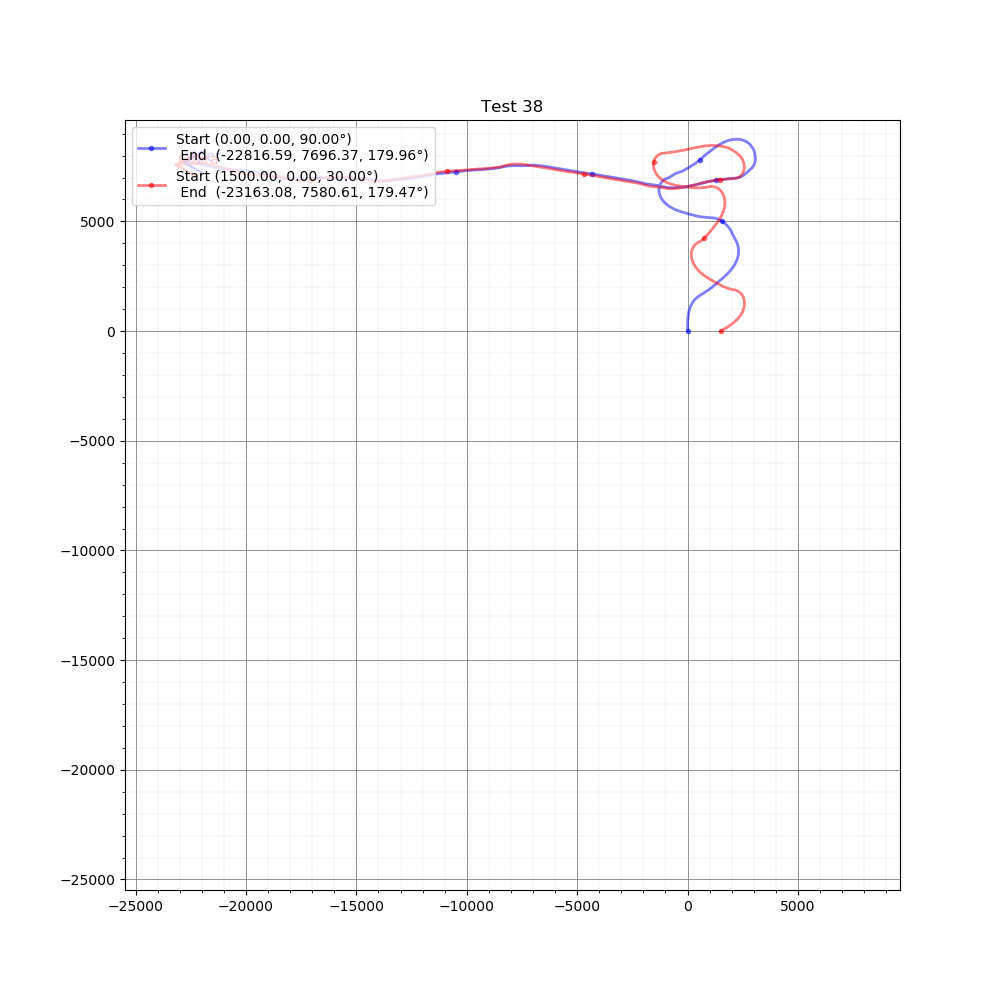 Test 38
Start (0.00, 0.00, 90.00°)
End (-22816.59, 7696.37, 179.96°)
Start (1500.00, 0.00, 30.00°)
End (-23163.08, 7580.61, 179.47°)
5000
0
−5000
−10000
−15000
−20000
−25000
−25000 −20000 −15000 −10000 −5000 0 5000